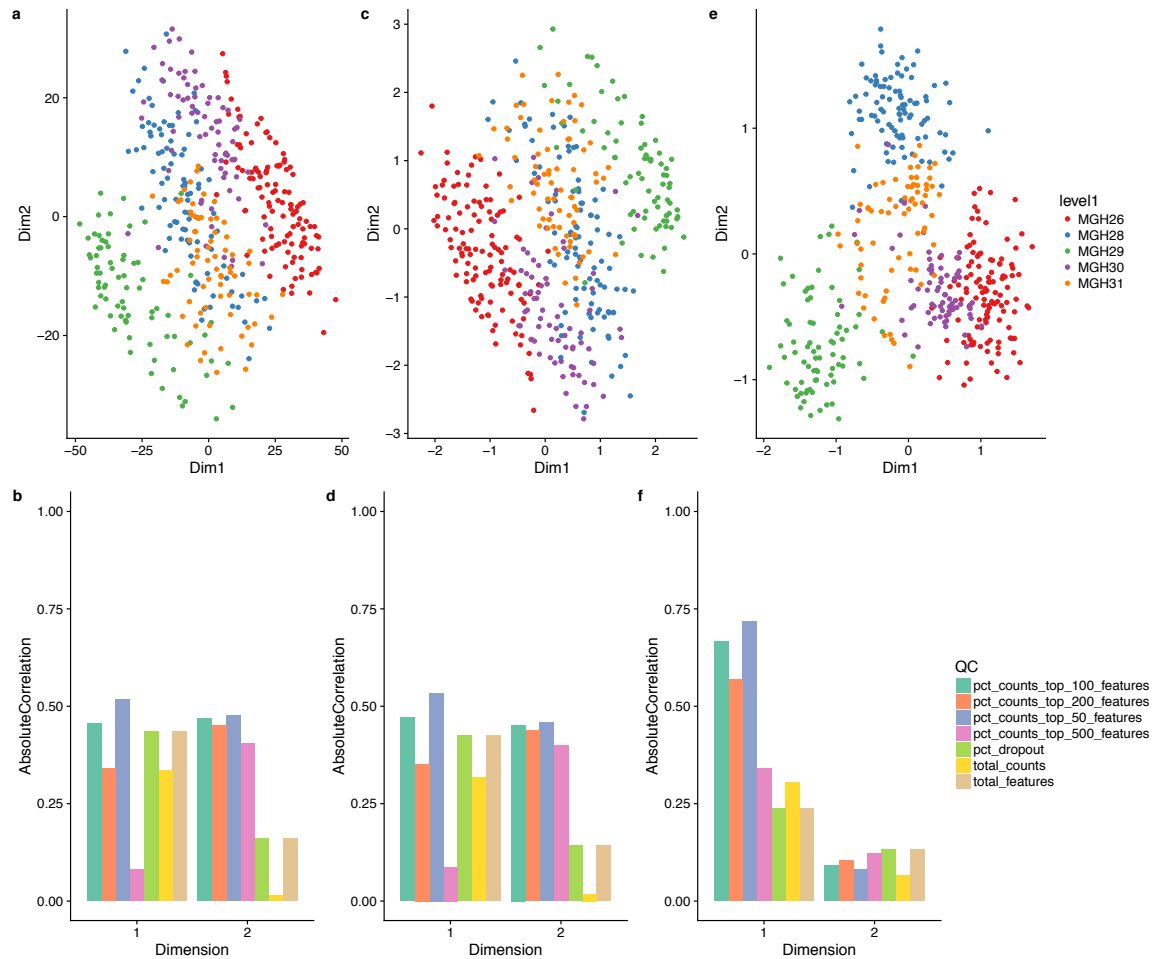 a
20
0
−20
Dim2
−50
−25
0
25
50
Dim1
c
3
2
1
0
−1
−2
−3
Dim2
−2
−1
0
1
2
Dim1
e
1
0
−1
Dim2
−2
−1
0
1
Dim1
level1
MGH26
MGH28
MGH29
MGH30
MGH31
b
1.00
0.75
0.50
0.25
0.00
AbsoluteCorrelation
1
2
Dimension
d
1.00
0.75
0.50
0.25
0.00
AbsoluteCorrelation
1
2
Dimension
f
1.00
0.75
0.50
0.25
0.00
AbsoluteCorrelation
1
2
Dimension
QC
pct_counts_top_100_features
pct_counts_top_200_features
pct_counts_top_50_features
pct_counts_top_500_features
pct_dropout
total_counts
total_features